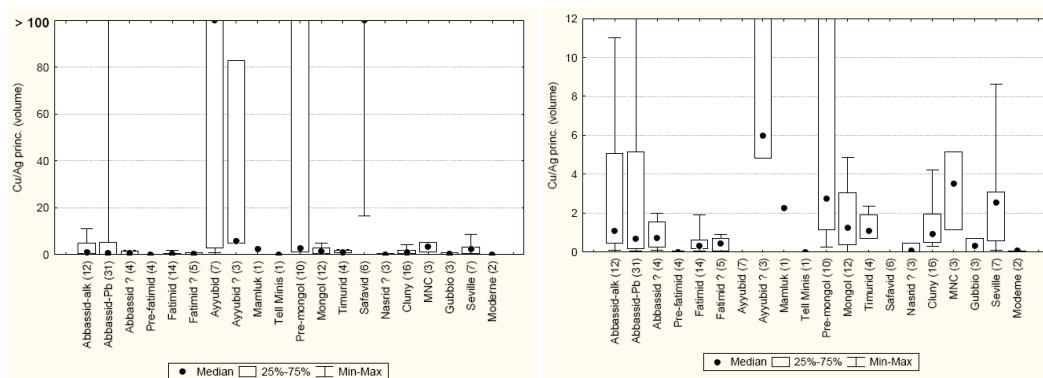 > 100
80
60
40
20
0
Cu/Ag princ. (volume)
Abbassid-alk (12)
Abbassid-Pb (31)
Abbassid ? (4)
Pre-fatimid (4)
Fatimid (14)
Fatimid ? (5)
Ayyubid (7)
Ayyubid ? (3)
Mamluk (1)
Tell Minis (1)
Pre-mongol (10)
Mongol (12)
Timurid (4)
Safavid (6)
Nasrid ? (3)
Cluny (16)
MNC (3)
Gubbio (3)
Seville (7)
Moderne (2)
Median 25%-75% Min-Max
12
10
8
6
4
2
0
Cu/Ag princ. (volume)
Abbassid-alk (12)
Abbassid-Pb (31)
Abbassid ? (4)
Pre-fatimid (4)
Fatimid (14)
Fatimid ? (5)
Ayyubid (7)
Ayyubid ? (3)
Mamluk (1)
Tell Minis (1)
Pre-mongol (10)
Mongol (12)
Timurid (4)
Safavid (6)
Nasrid ? (3)
Cluny (16)
MNC (3)
Gubbio (3)
Seville (7)
Moderne (2)
Median 25%-75% Min-Max